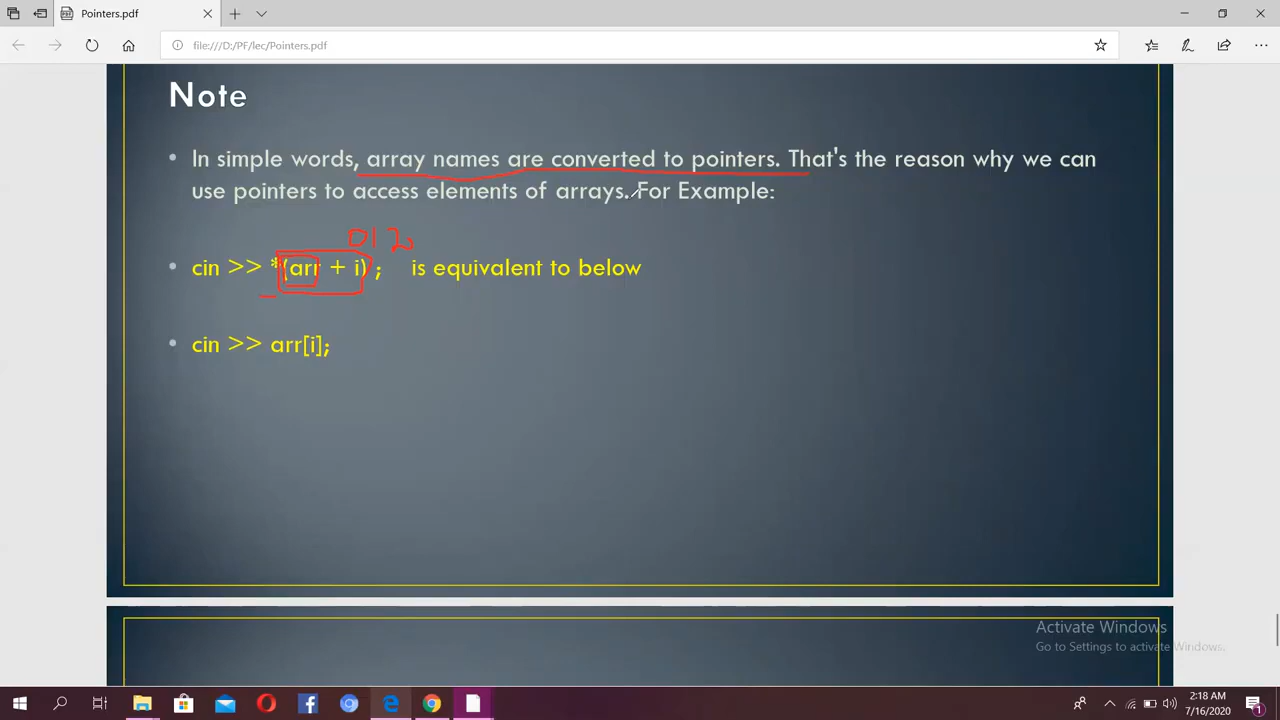 Pointers.pdf
file:///D:/PF/lec/Pointers.pdf
Note
In simple words, array names are converted to pointers. That's the reason why we can
use pointers to access elements of arrays. For Example:
0 1 2
cin >> *(arr + i) ; is equivalent to below
cin >> arr[i];
Activate Windows
Go to Settings to activate Windows.
2:18 AM
7/16/2020
1